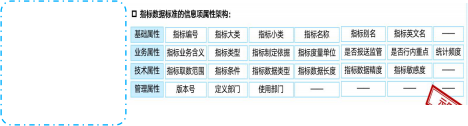 指标数据标准的信息项属性架构：
基础属性 指标编号 指标大类 指标小类 指标名称 指标别名 指标英文名 ——
业务属性 指标业务含义 指标类型 指标制定依据 指标度量单位 是否报送监管 是否行内重点 统计频度
技术属性 指标取数范围 指标条件 指标数据类型 指标数据长度 指标数据精度 指标敏感度 ——
管理属性 版本号 定义部门 使用部门 —— —— ——